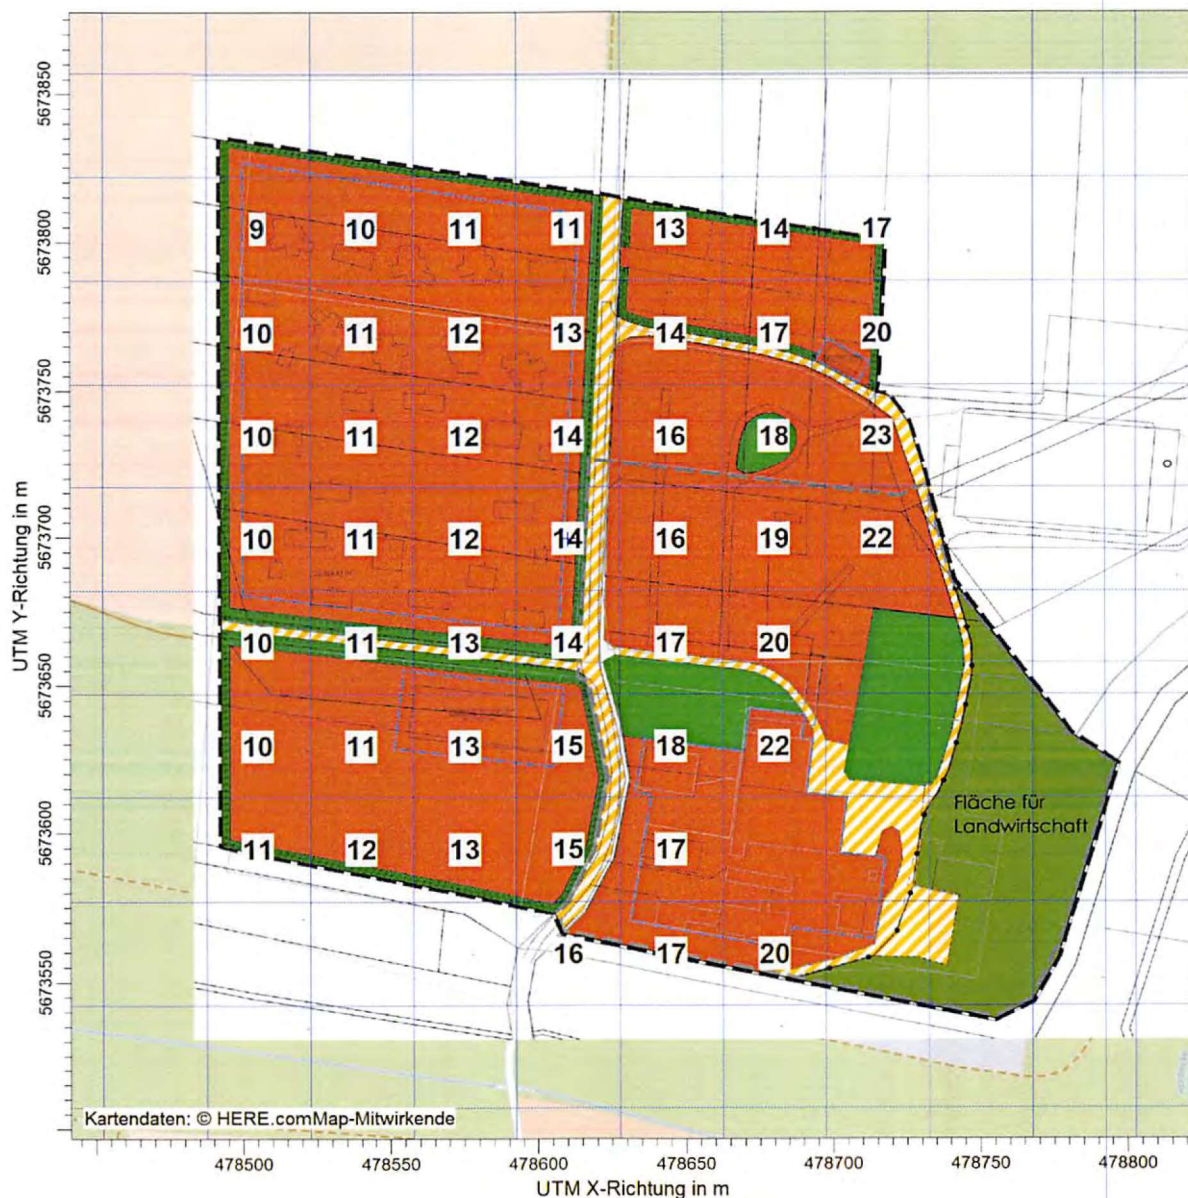 5673850
9 10 11 11 13 14 17
5673800
10 11 12 13 14 17 20
5673750
10 11 12 14 16 18 23
5673700
10 11 12 14 16 19 22
10 11 13 14 17 20
5673650
10 11 13 15 18 22
5673600
Fläche für
Landwirtschaft
11 12 13 15 17
5673550
16 17 20
UTM Y-Richtung in m
Kartendaten: © HERE.comMap-Mitwirkende
478500 478550 478600 478650 478700 478750 478800
UTM X-Richtung in m